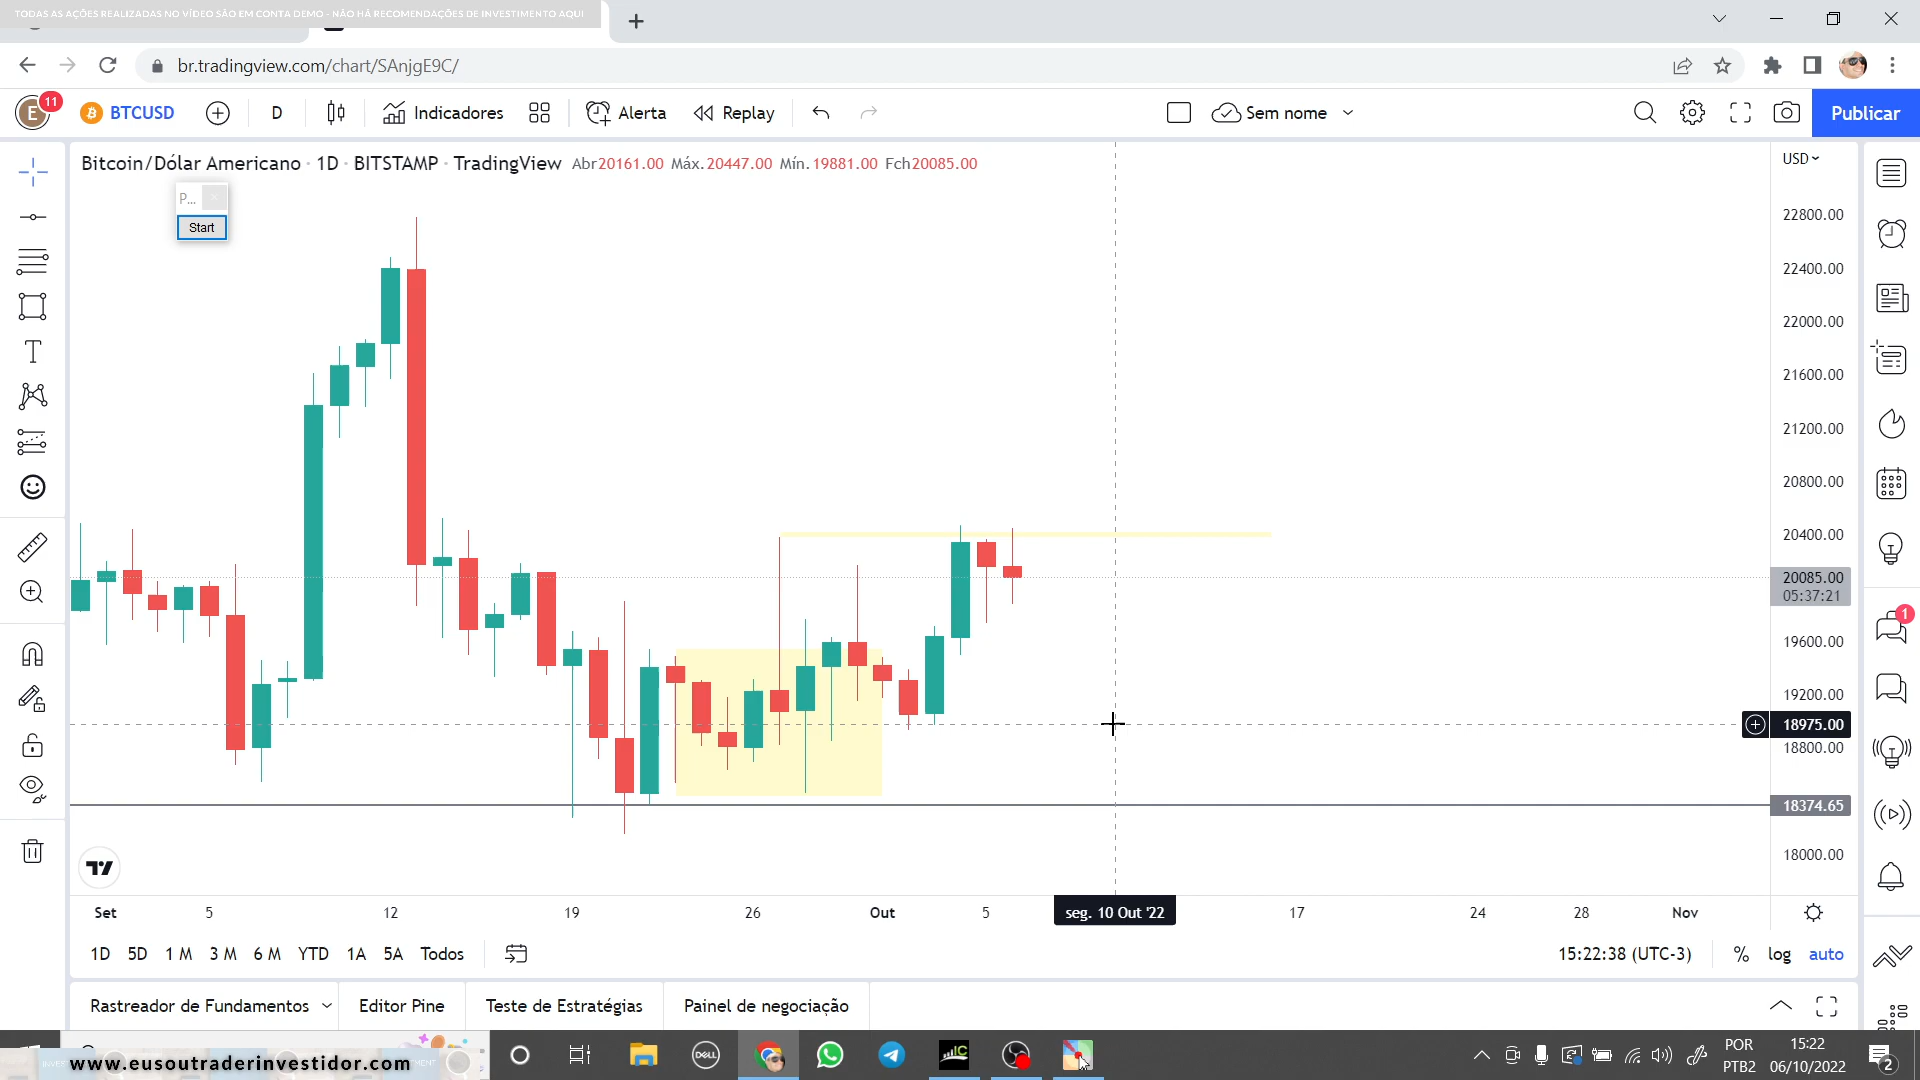 TODAS AS AÇÕES REALIZADAS NO VÍDEO SÃO EM CONTA DEMO - NÃO HÁ RECOMENDAÇÕES DE INVESTIMENTO AQUI
br.tradingview.com/chart/SAnjgE9C/
E
11
BTCUSD
D
Indicadores
Alerta
Replay
Sem nome
Publicar
Bitcoin/Dólar Americano · 1D · BITSTAMP · TradingView Abr20161.00 Máx.20447.00 Mín.19881.00 Fch20085.00
USD
P...
Start
22800.00
22400.00
22000.00
21600.00
21200.00
20800.00
20400.00
20085.00
05:37:21
19600.00
19200.00
18975.00
18800.00
18374.65
18000.00
1
Set 5 12 19 26 Out 5 seg. 10 Out '22 17 24 28 Nov
1D 5D 1 M 3 M 6 M YTD 1A 5A Todos 15:22:38 (UTC-3) % log auto
Rastreador de Fundamentos Editor Pine Teste de Estratégias Painel de negociação
www.eusoutraderinvestidor.com
DELL
IC
POR
PTB2
15:22
06/10/2022
2